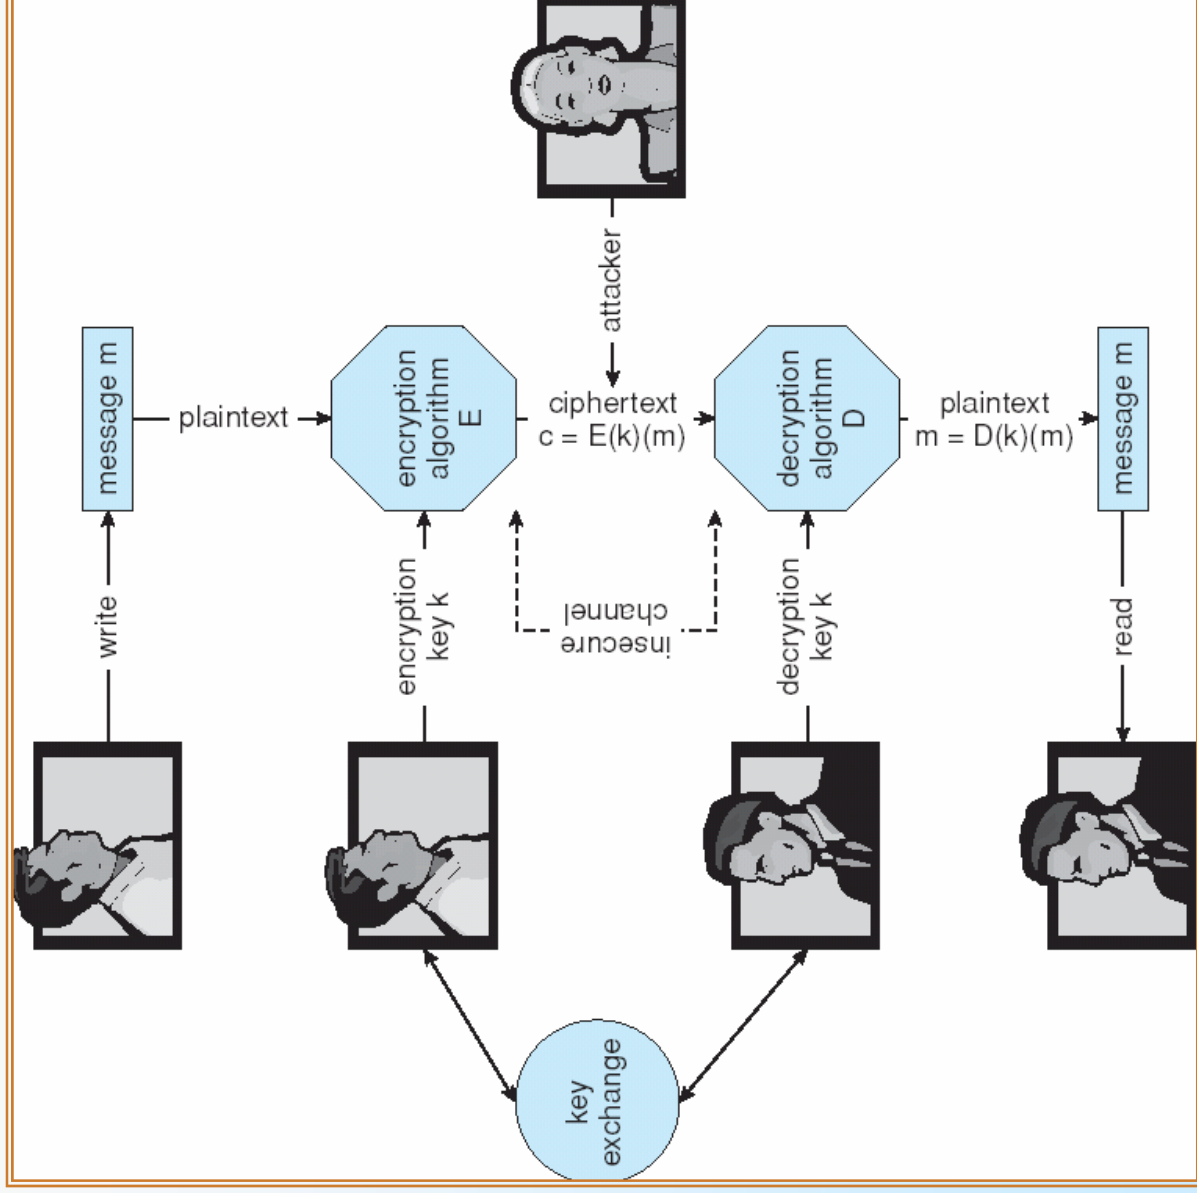 write
message m
plaintext
encryption
key k
encryption
algorithm
E
attacker
ciphertext
c = E(k)(m)
insecure
channel
key
exchange
decryption
key k
decryption
algorithm
D
plaintext
m = D(k)(m)
message m
read